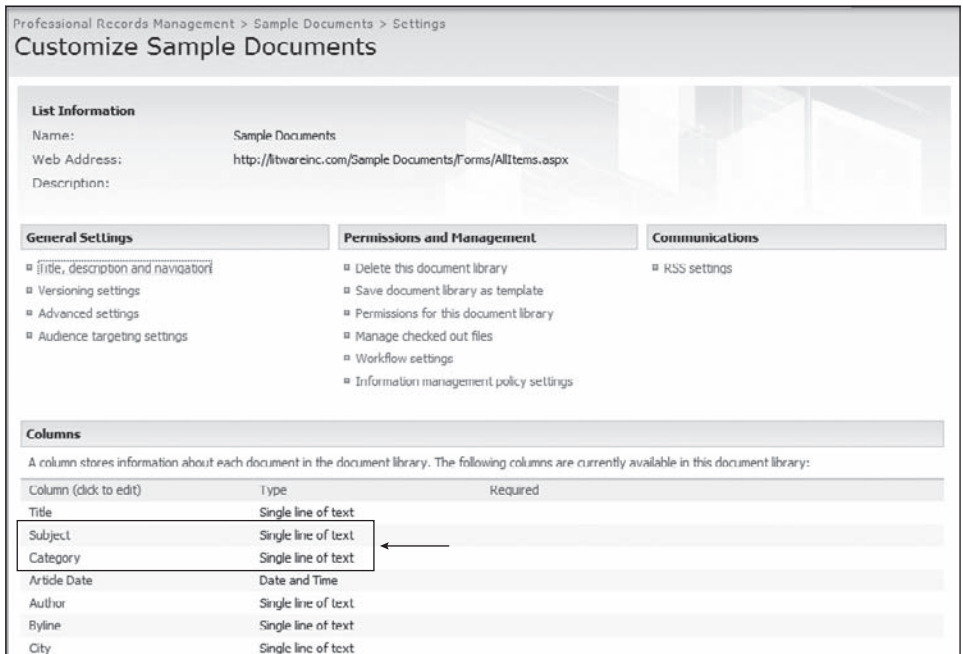 Professional Records Management > Sample Documents > Settings
Customize Sample Documents
List Information
Name: Sample Documents
Web Address: http://litwareinc.com/Sample Documents/Forms/AllItems.aspx
Description:
General Settings
Title, description and navigation
Versioning settings
Advanced settings
Audience targeting settings
Permissions and Management
Delete this document library
Save document library as template
Permissions for this document library
Manage checked out files
Workflow settings
Information management policy settings
Communications
RSS settings
Columns
A column stores information about each document in the document library. The following columns are currently available in this document library:
Column (click to edit) Type Required
Title Single line of text
Subject Single line of text
Category Single line of text
Article Date Date and Time
Author Single line of text
Byline Single line of text
City Single line of text